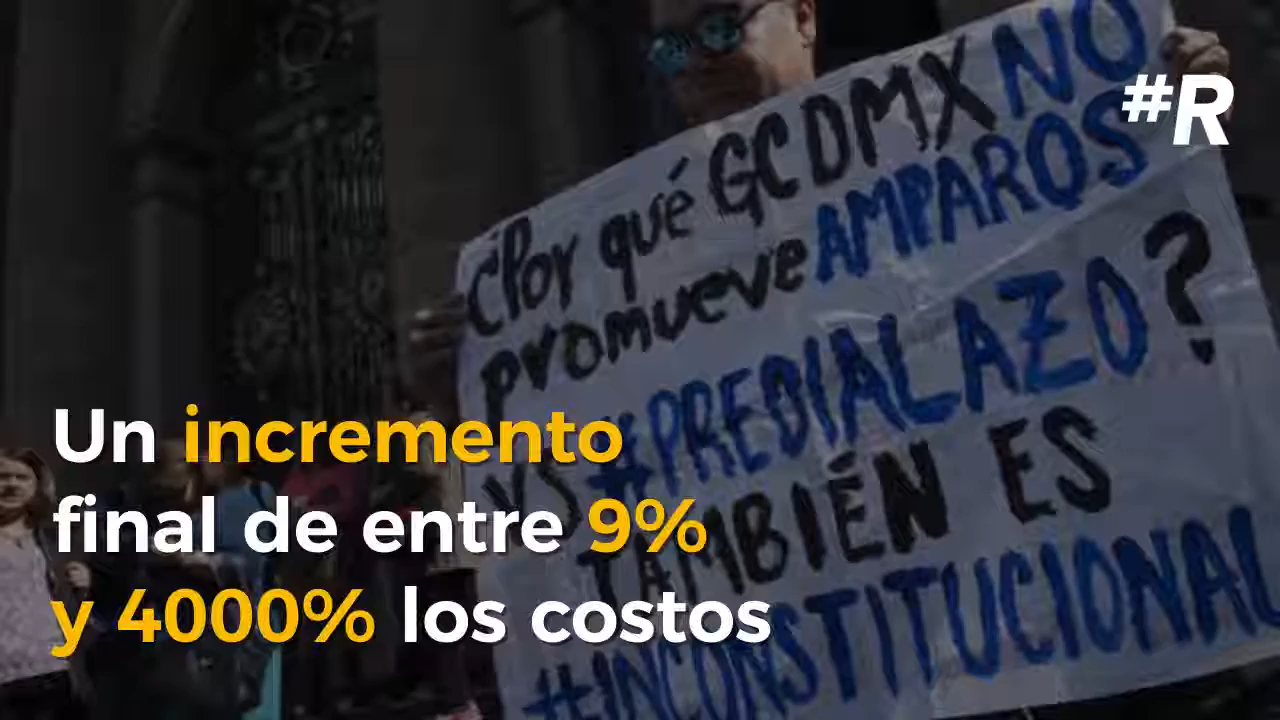 #R
¿Por qué GCDMX NO
promueve AMPAROS
VS #PREDIALAZO?
TAMBIÉN ES
#INCONSTITUCIONAL
Un incremento
final de entre 9%
y 4000% los costos